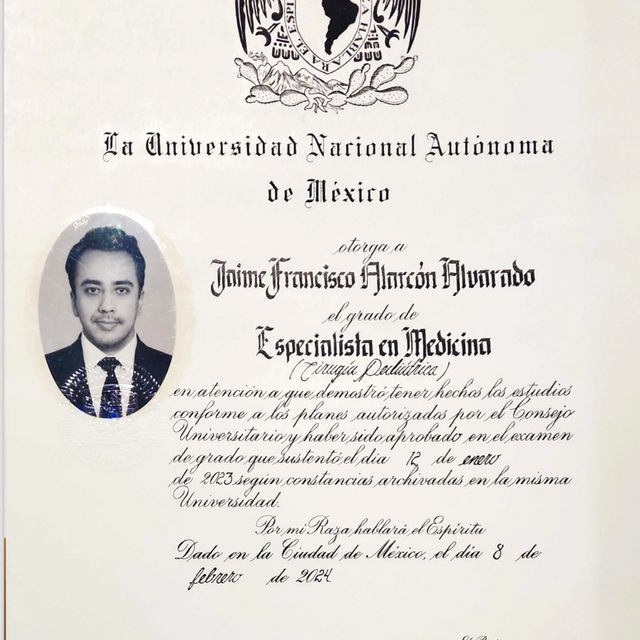 HABLARA EL ESPI
La Universidad Nacional Autónoma
de México
otorga a
Jaime Francisco Alarcón Alvarado
el grado de
Especialista en Medicina
(Cirugía Pediátrica)
en atención a que demostró tener hechos los estudios
conforme a los planes autorizados por el Consejo
Universitario y haber sido aprobado en el examen
de grado que sustentó el día 12 de enero
de 2023 según constancias archivadas en la misma
Universidad.
Por mi Raza hablará el Espíritu
Dado en la Ciudad de México, el día 8 de
febrero de 2024.